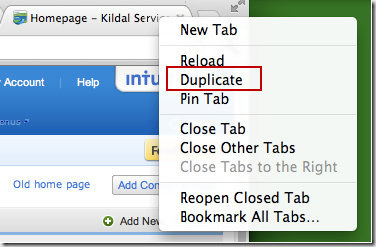 Homepage - Kildal Servic
New Tab
Reload
Duplicate
Pin Tab
Close Tab
Close Other Tabs
Close Tabs to the Right
Reopen Closed Tab
Bookmark All Tabs...
Account
Help
intu
enus
Old home page
Add Con
Add New